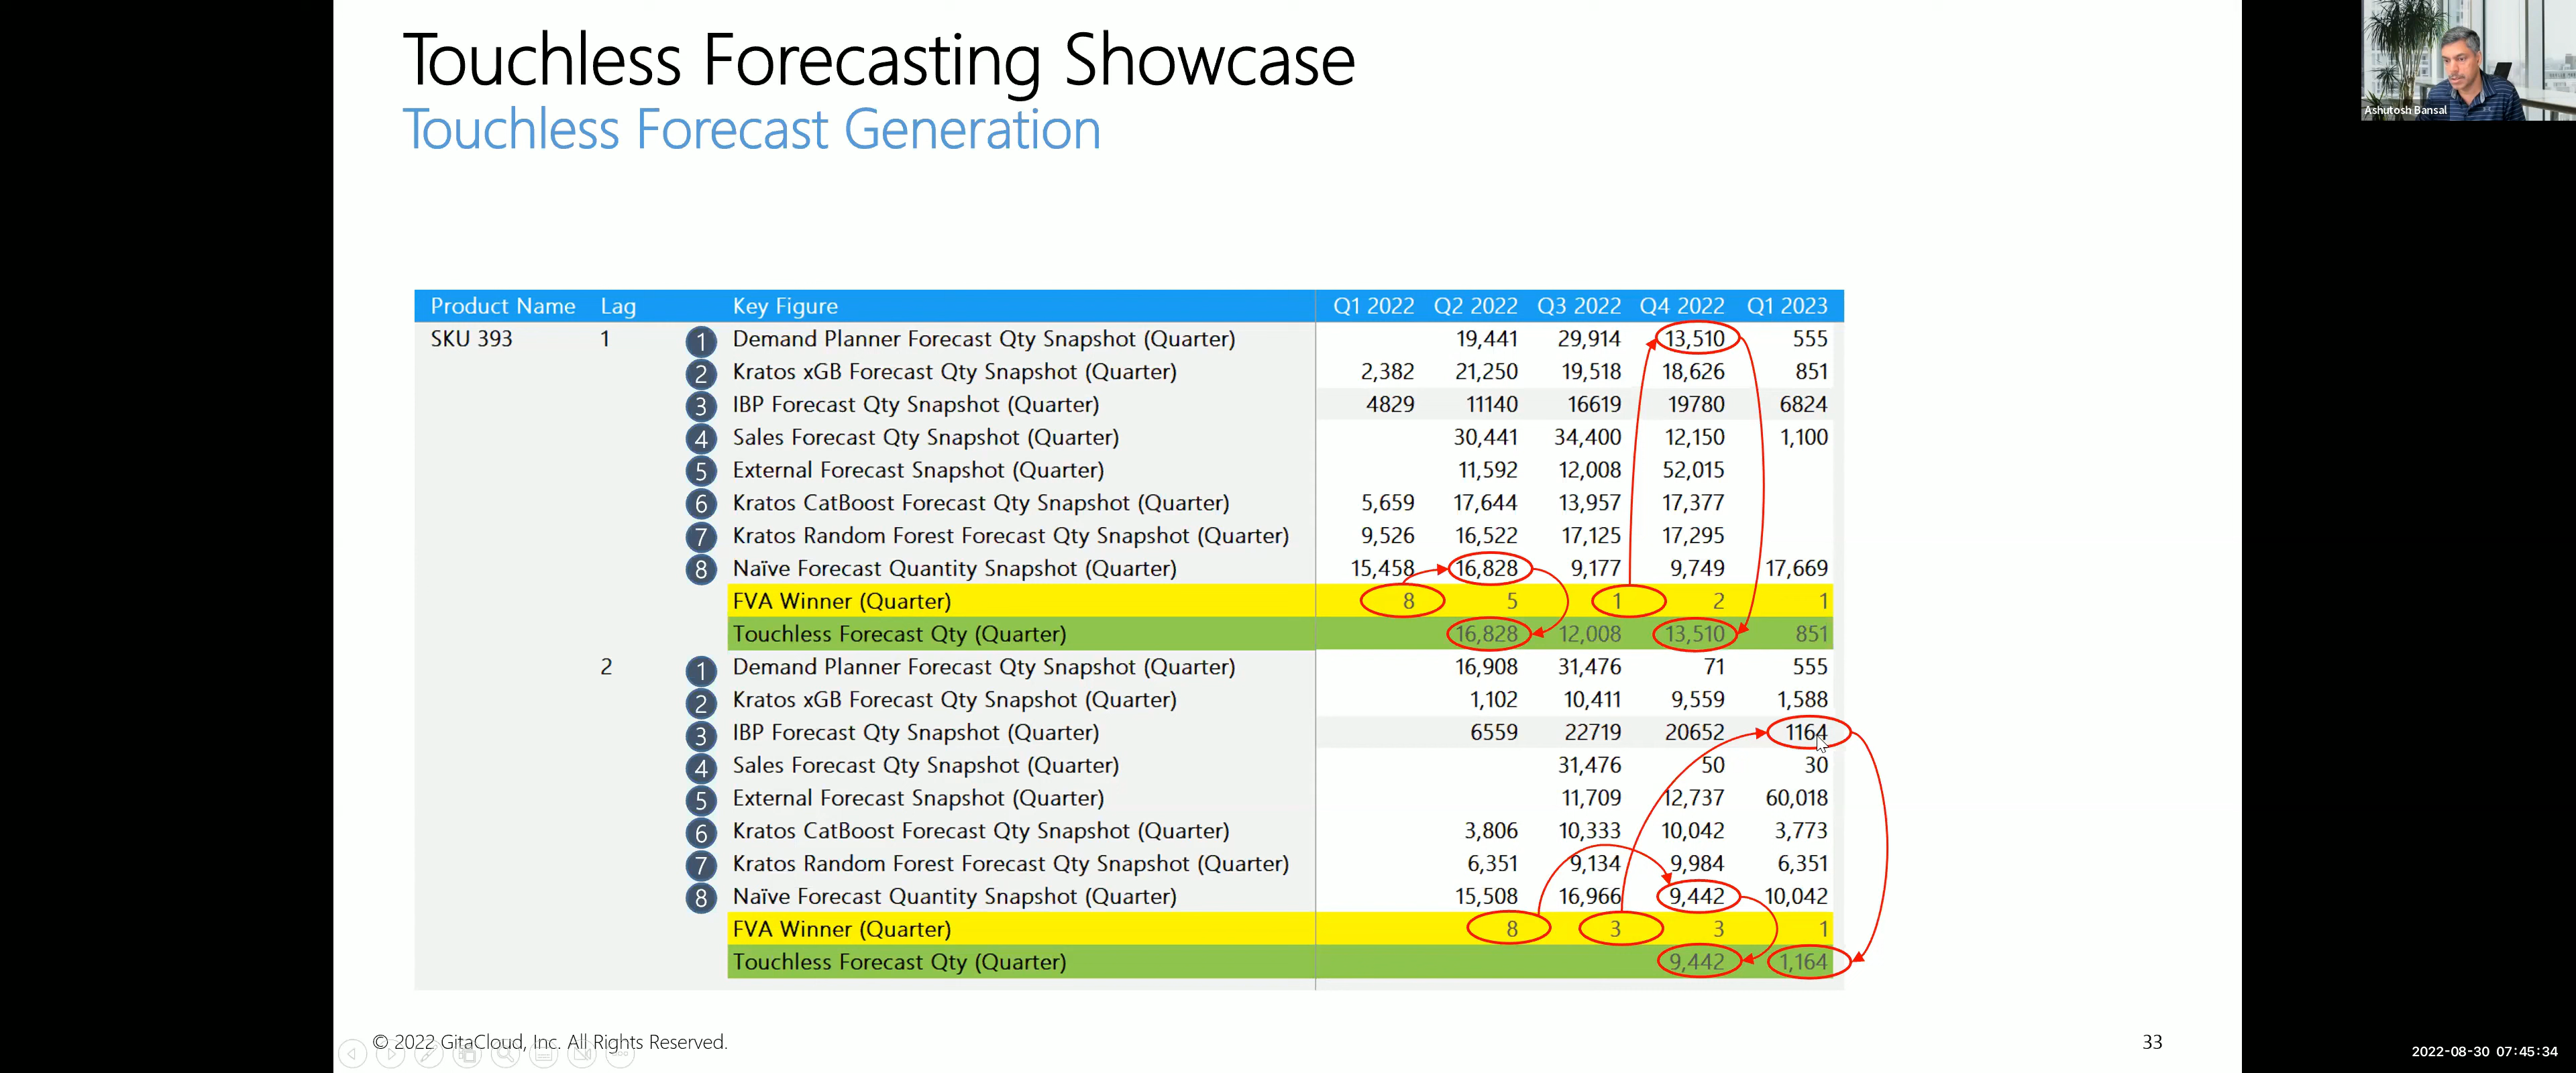 Touchless Forecasting Showcase
Touchless Forecast Generation
Ashutosh Bansal
Product Name Lag Key Figure Q1 2022 Q2 2022 Q3 2022 Q4 2022 Q1 2023
SKU 393 1 1 Demand Planner Forecast Qty Snapshot (Quarter) 19,441 29,914 13,510 555
2 Kratos xGB Forecast Qty Snapshot (Quarter) 2,382 21,250 19,518 18,626 851
3 IBP Forecast Qty Snapshot (Quarter) 4829 11140 16619 19780 6824
4 Sales Forecast Qty Snapshot (Quarter) 30,441 34,400 12,150 1,100
5 External Forecast Snapshot (Quarter) 11,592 12,008 52,015
6 Kratos CatBoost Forecast Qty Snapshot (Quarter) 5,659 17,644 13,957 17,377
7 Kratos Random Forest Forecast Qty Snapshot (Quarter) 9,526 16,522 17,125 17,295
8 Naïve Forecast Quantity Snapshot (Quarter) 15,458 16,828 9,177 9,749 17,669
FVA Winner (Quarter) 8 5 1 2 1
Touchless Forecast Qty (Quarter) 16,828 12,008 13,510 851
2 1 Demand Planner Forecast Qty Snapshot (Quarter) 16,908 31,476 71 555
2 Kratos xGB Forecast Qty Snapshot (Quarter) 1,102 10,411 9,559 1,588
3 IBP Forecast Qty Snapshot (Quarter) 6559 22719 20652 1164
4 Sales Forecast Qty Snapshot (Quarter) 31,476 50 30
5 External Forecast Snapshot (Quarter) 11,709 12,737 60,018
6 Kratos CatBoost Forecast Qty Snapshot (Quarter) 3,806 10,333 10,042 3,773
7 Kratos Random Forest Forecast Qty Snapshot (Quarter) 6,351 9,134 9,984 6,351
8 Naïve Forecast Quantity Snapshot (Quarter) 15,508 16,966 9,442 10,042
FVA Winner (Quarter) 8 3 3 1
Touchless Forecast Qty (Quarter) 9,442 1,164
© 2022 GitaCloud, Inc. All Rights Reserved.
33
2022-08-30 07:45:34